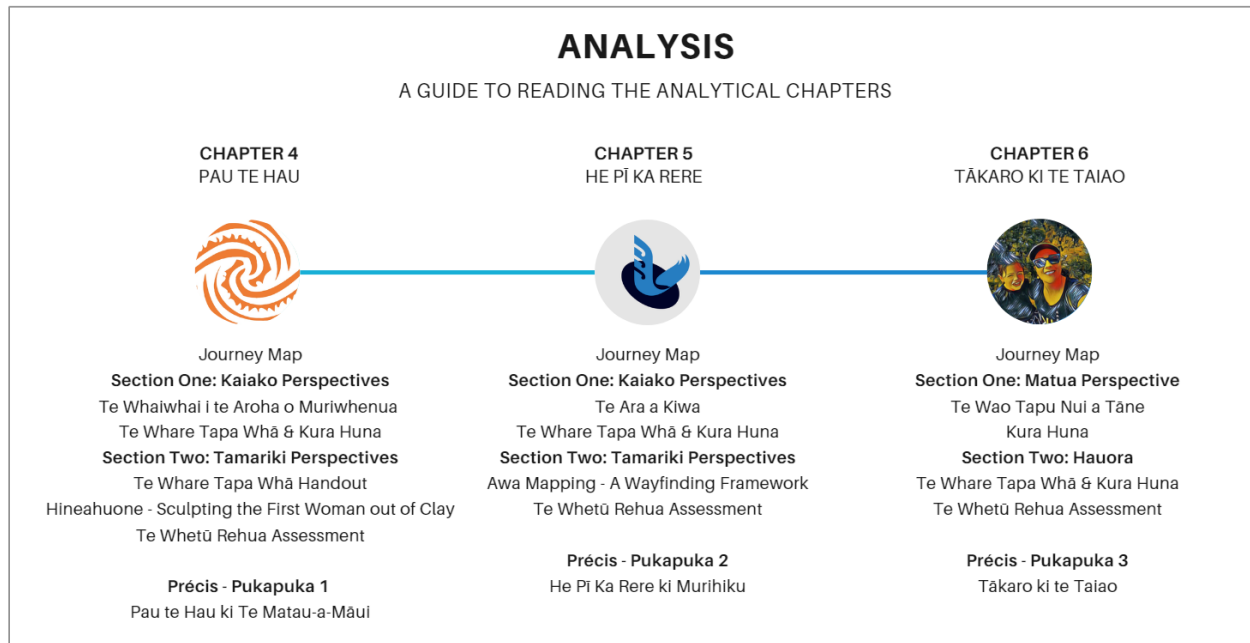 ANALYSIS
A GUIDE TO READING THE ANALYTICAL CHAPTERS
CHAPTER 4
PAU TE HAU
Journey Map
Section One: Kaiako Perspectives
Te Whaiwhai i te Aroha o Muriwhenua
Te Whare Tapa Whā & Kura Huna
Section Two: Tamariki Perspectives
Te Whare Tapa Whā Handout
Hineahuone - Sculpting the First Woman out of Clay
Te Whetū Rehua Assessment
Précis - Pukapuka 1
Pau te Hau ki Te Matau-a-Māui
CHAPTER 5
HE PĪ KA RERE
Journey Map
Section One: Kaiako Perspectives
Te Ara a Kiwa
Te Whare Tapa Whā & Kura Huna
Section Two: Tamariki Perspectives
Awa Mapping - A Wayfinding Framework
Te Whetū Rehua Assessment
Précis - Pukapuka 2
He Pī Ka Rere ki Murihiku
CHAPTER 6
TĀKARO KI TE TAIAO
Journey Map
Section One: Matua Perspective
Te Wao Tapu Nui a Tāne
Kura Huna
Section Two: Hauora
Te Whare Tapa Whā & Kura Huna
Te Whetū Rehua Assessment
Précis - Pukapuka 3
Tākaro ki te Taiao